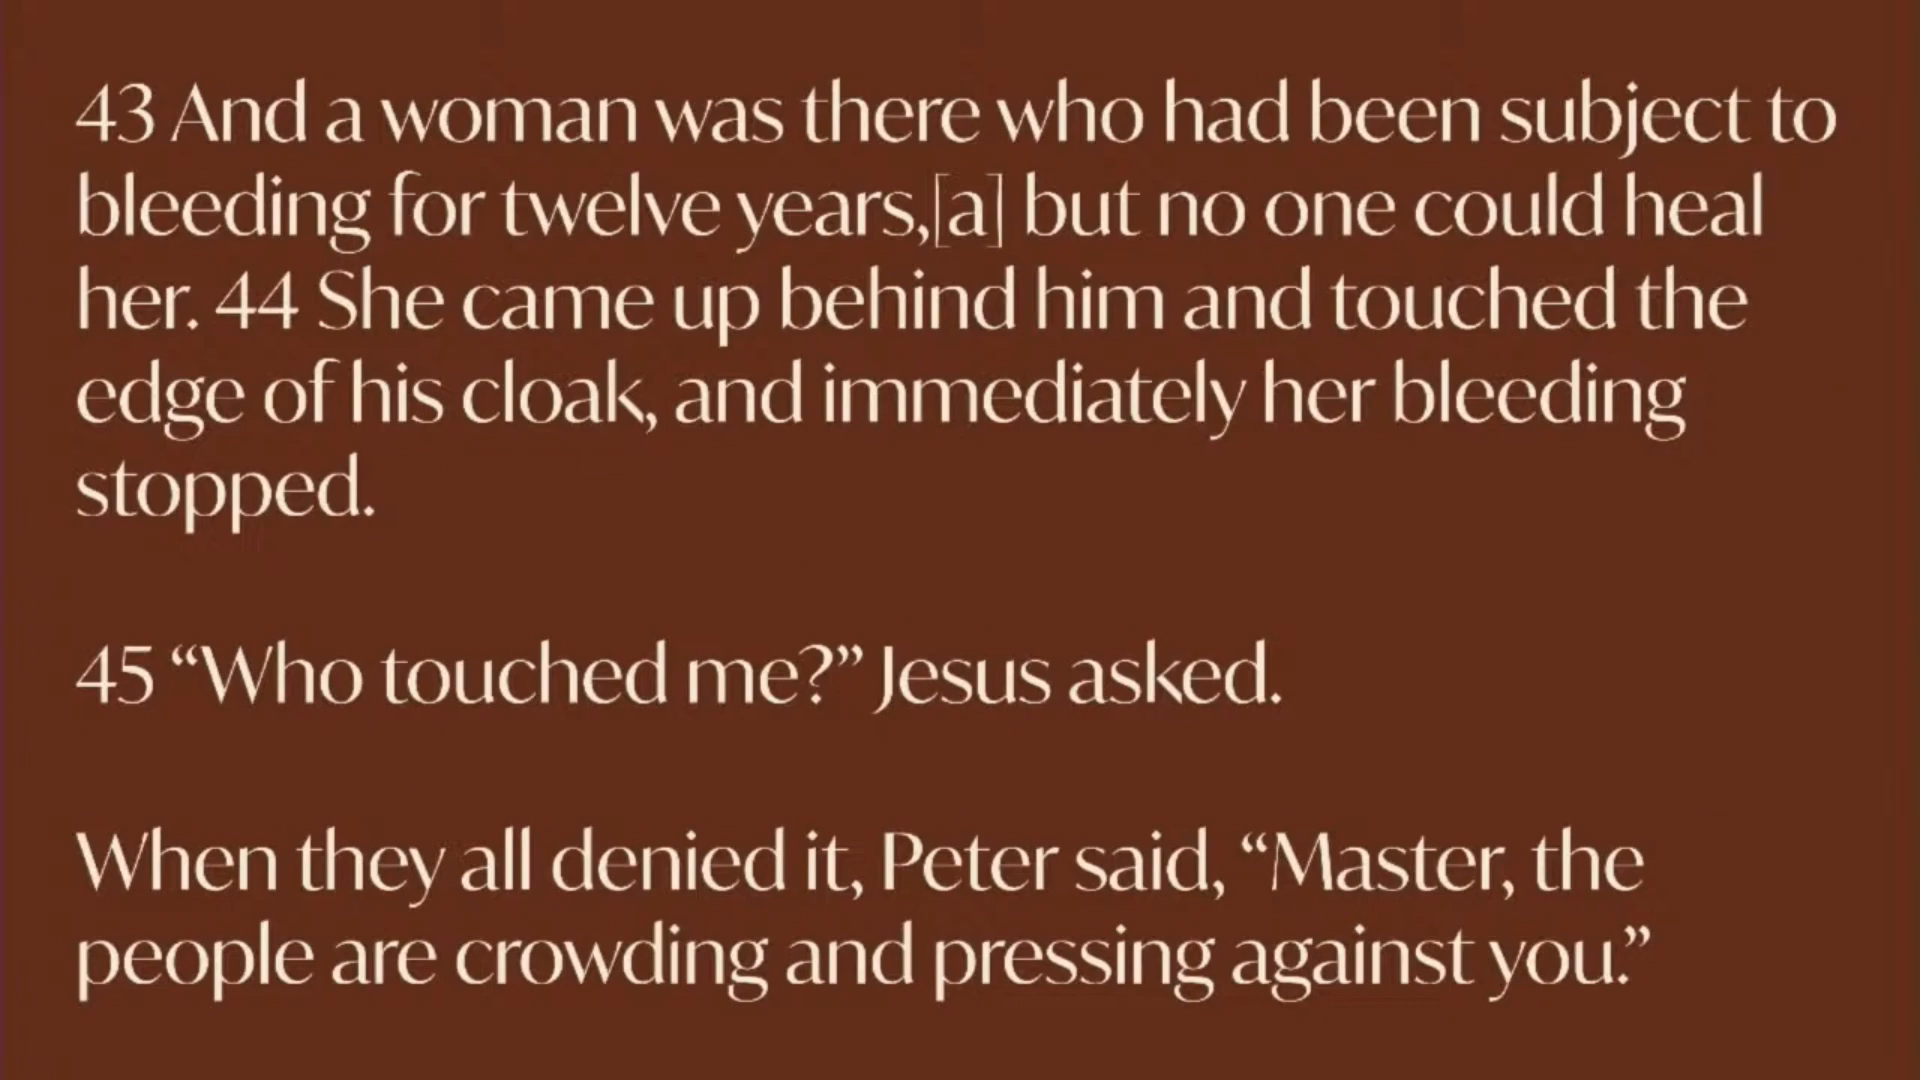 43 And a woman was there who had been subject to
bleeding for twelve years,[a] but no one could heal
her. 44 She came up behind him and touched the
edge of his cloak, and immediately her bleeding
stopped.
45 “Who touched me?” Jesus asked.
When they all denied it, Peter said, “Master, the
people are crowding and pressing against you.”